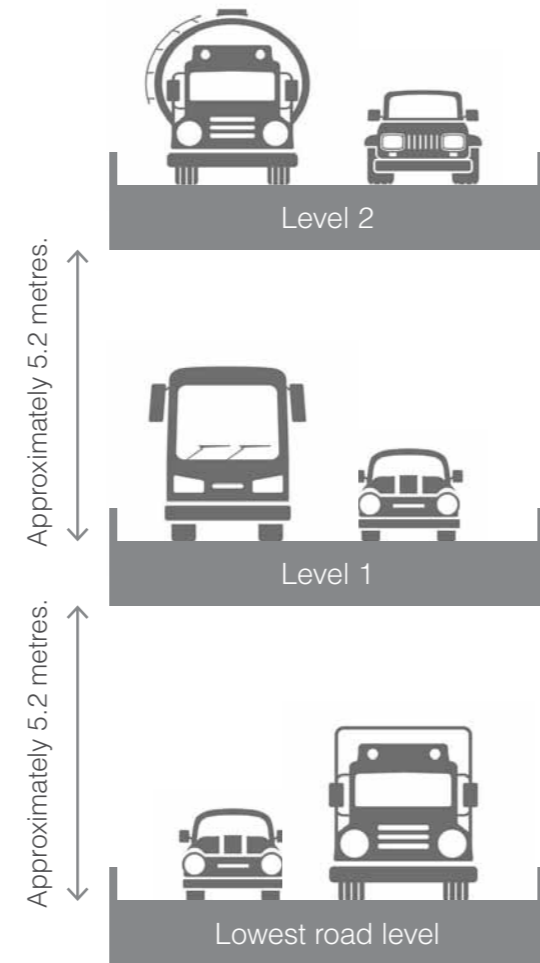 Level 2
Approximately 5.2 metres.
Level 1
Approximately 5.2 metres.
Lowest road level